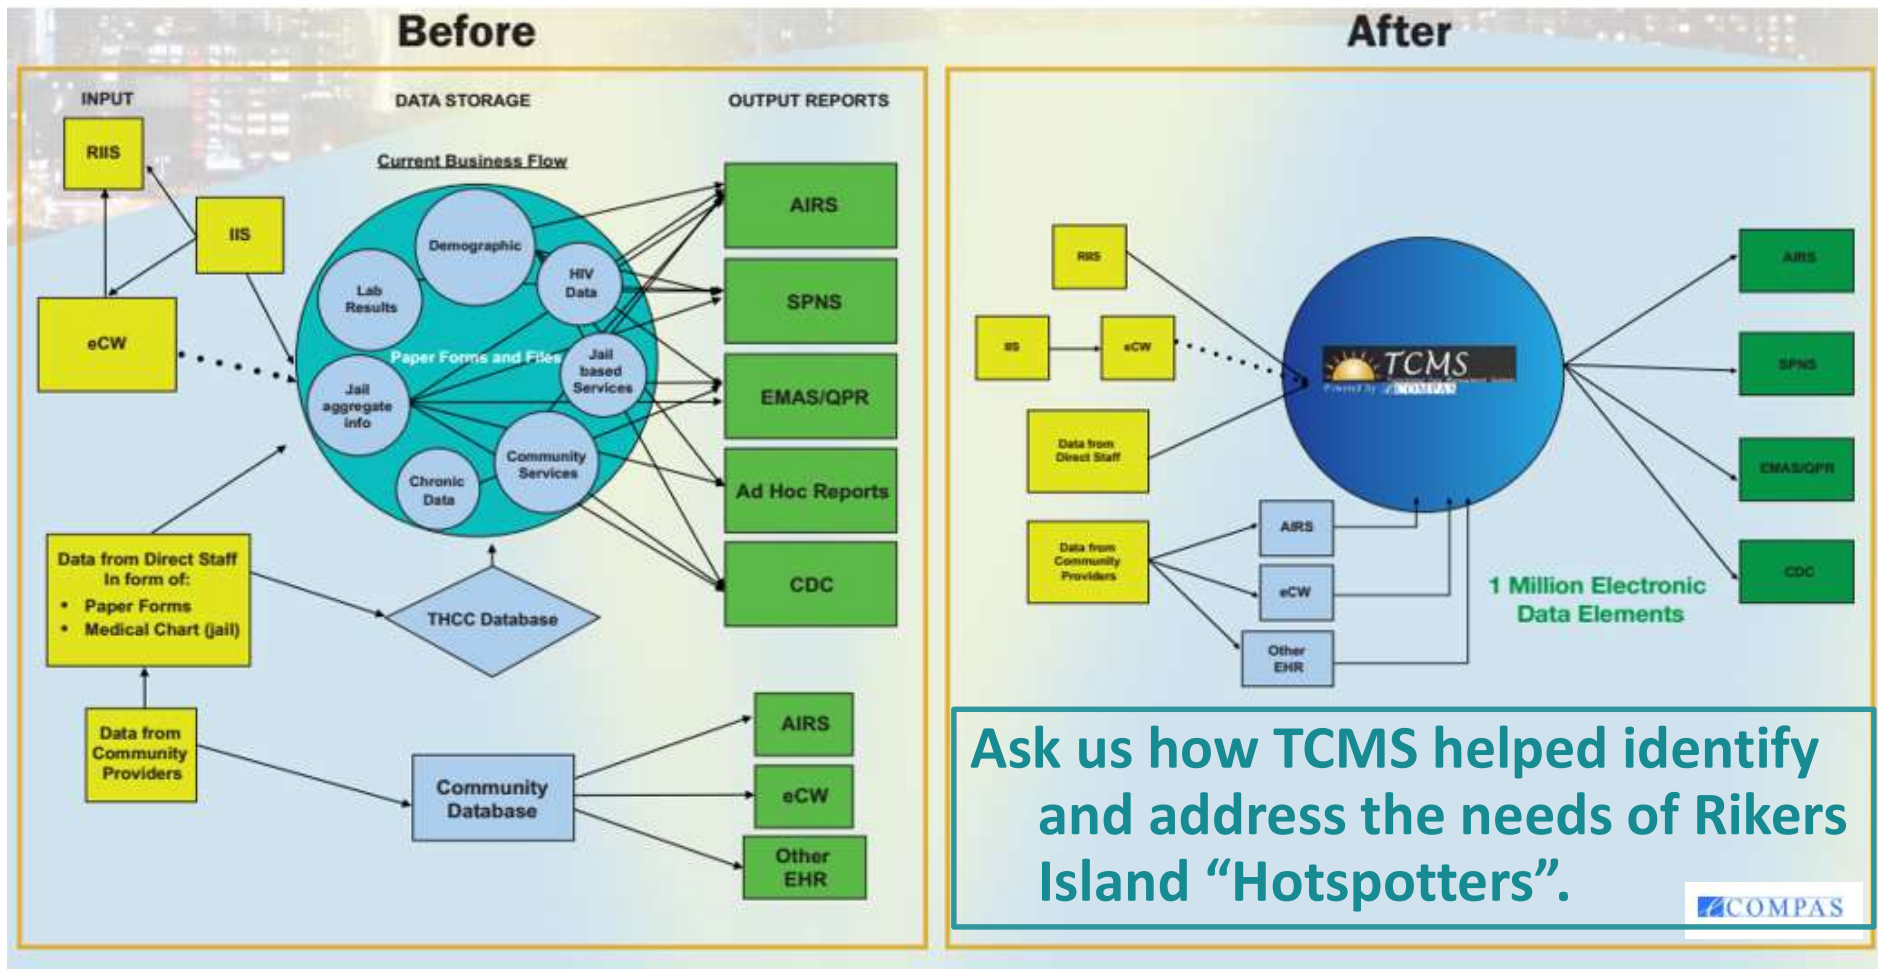 Before
INPUT
DATA STORAGE
OUTPUT REPORTS
RIIS
IIS
eCW
Current Business Flow
Demographic
HIV
Data
Lab
Results
Paper Forms and Files
Jail
based
Services
Jail
aggregate
info
Community
Services
Chronic
Data
AIRS
SPNS
EMAS/QPR
Ad Hoc Reports
CDC
Data from Direct Staff
In form of:
• Paper Forms
• Medical Chart (jail)
THCC Database
Data from
Community
Providers
Community
Database
AIRS
eCW
Other
EHR
After
RIIS
IIS
eCW
Data from
Direct Staff
Data from
Community
Providers
AIRS
eCW
Other
EHR
TCMS
Powered by eCOMPAS
AIRS
SPNS
EMAS/QPR
CDC
1 Million Electronic
Data Elements
Ask us how TCMS helped identify
and address the needs of Rikers
Island “Hotspotters”.
eCOMPAS